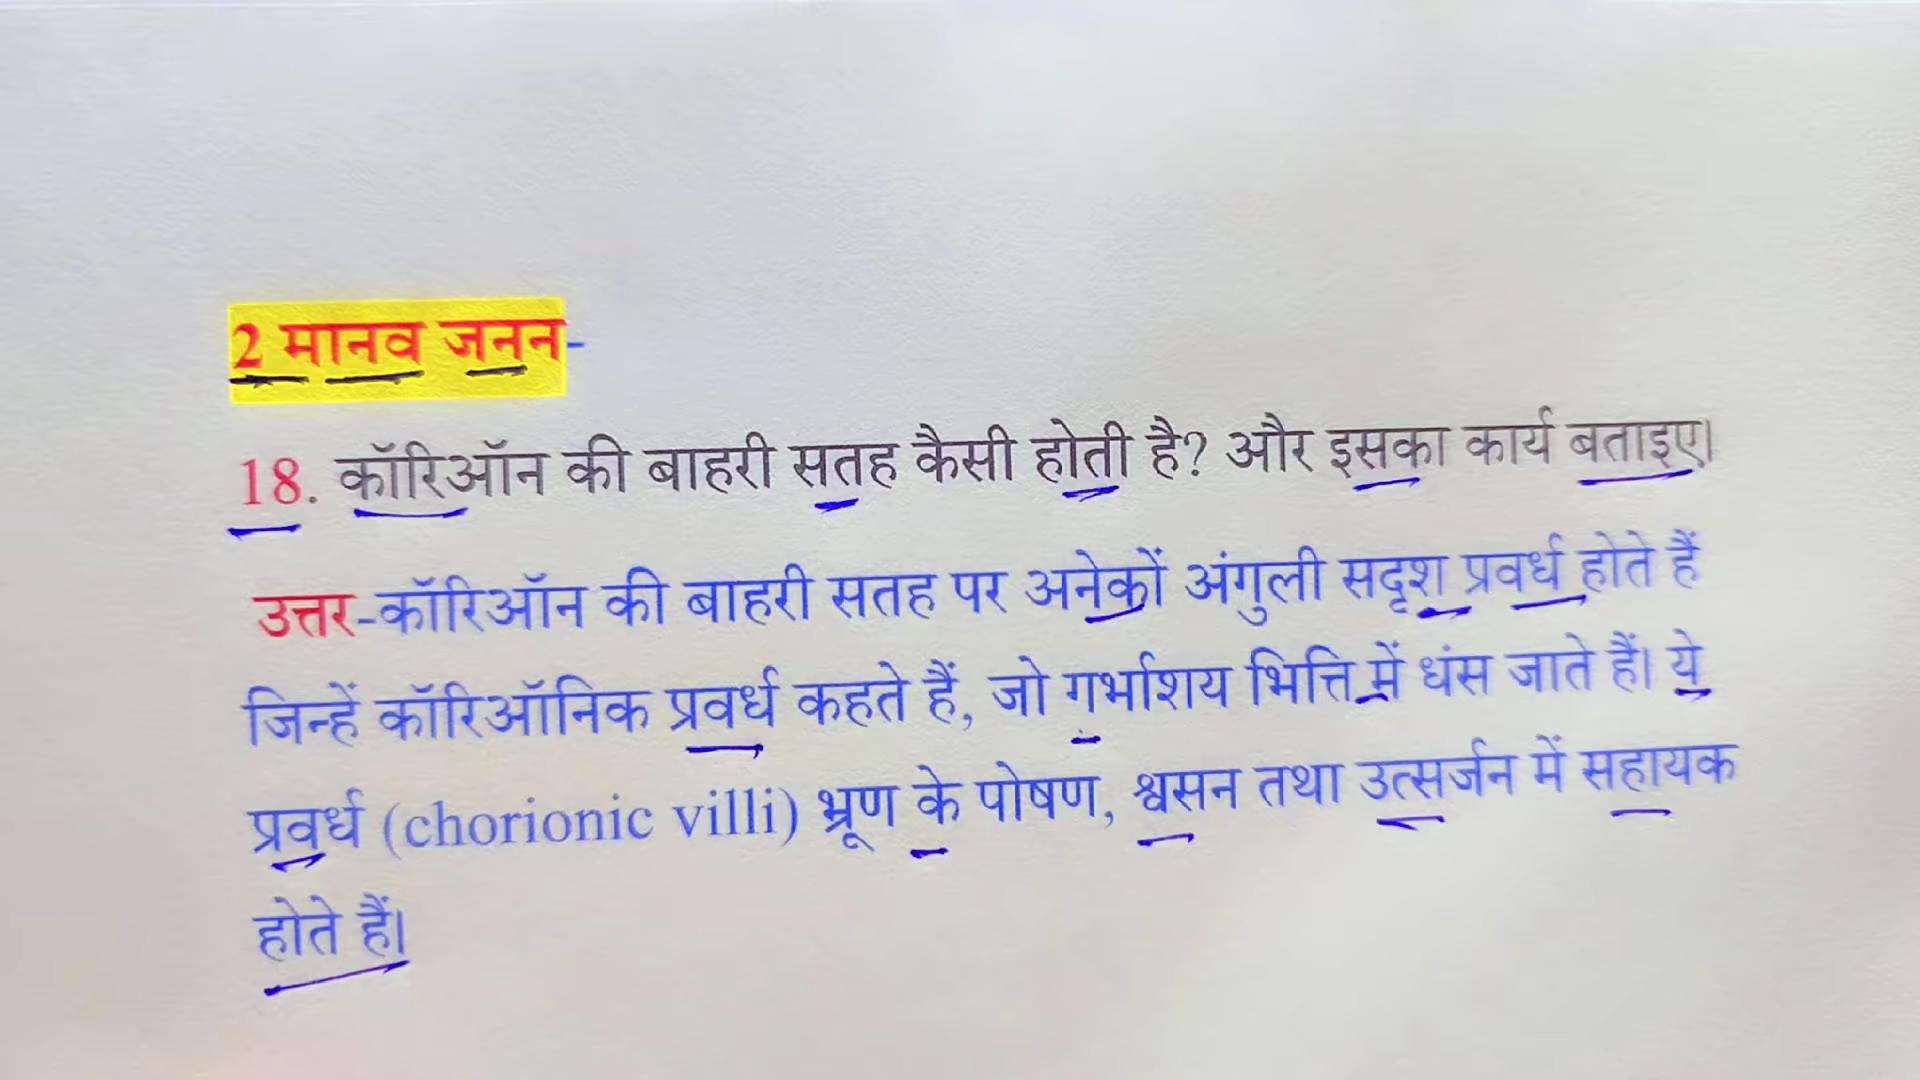 2 मानव जनन-
18. कॉरिऑन की बाहरी सतह कैसी होती है? और इसका कार्य बताइए।
उत्तर-कॉरिऑन की बाहरी सतह पर अनेकों अंगुली सदृश प्रवर्ध होते हैं
जिन्हें कॉरिऑनिक प्रवर्ध कहते हैं, जो गर्भाशय भित्ति में धंस जाते हैं। ये
प्रवर्ध (chorionic villi) भ्रूण के पोषण, श्वसन तथा उत्सर्जन में सहायक
होते हैं।